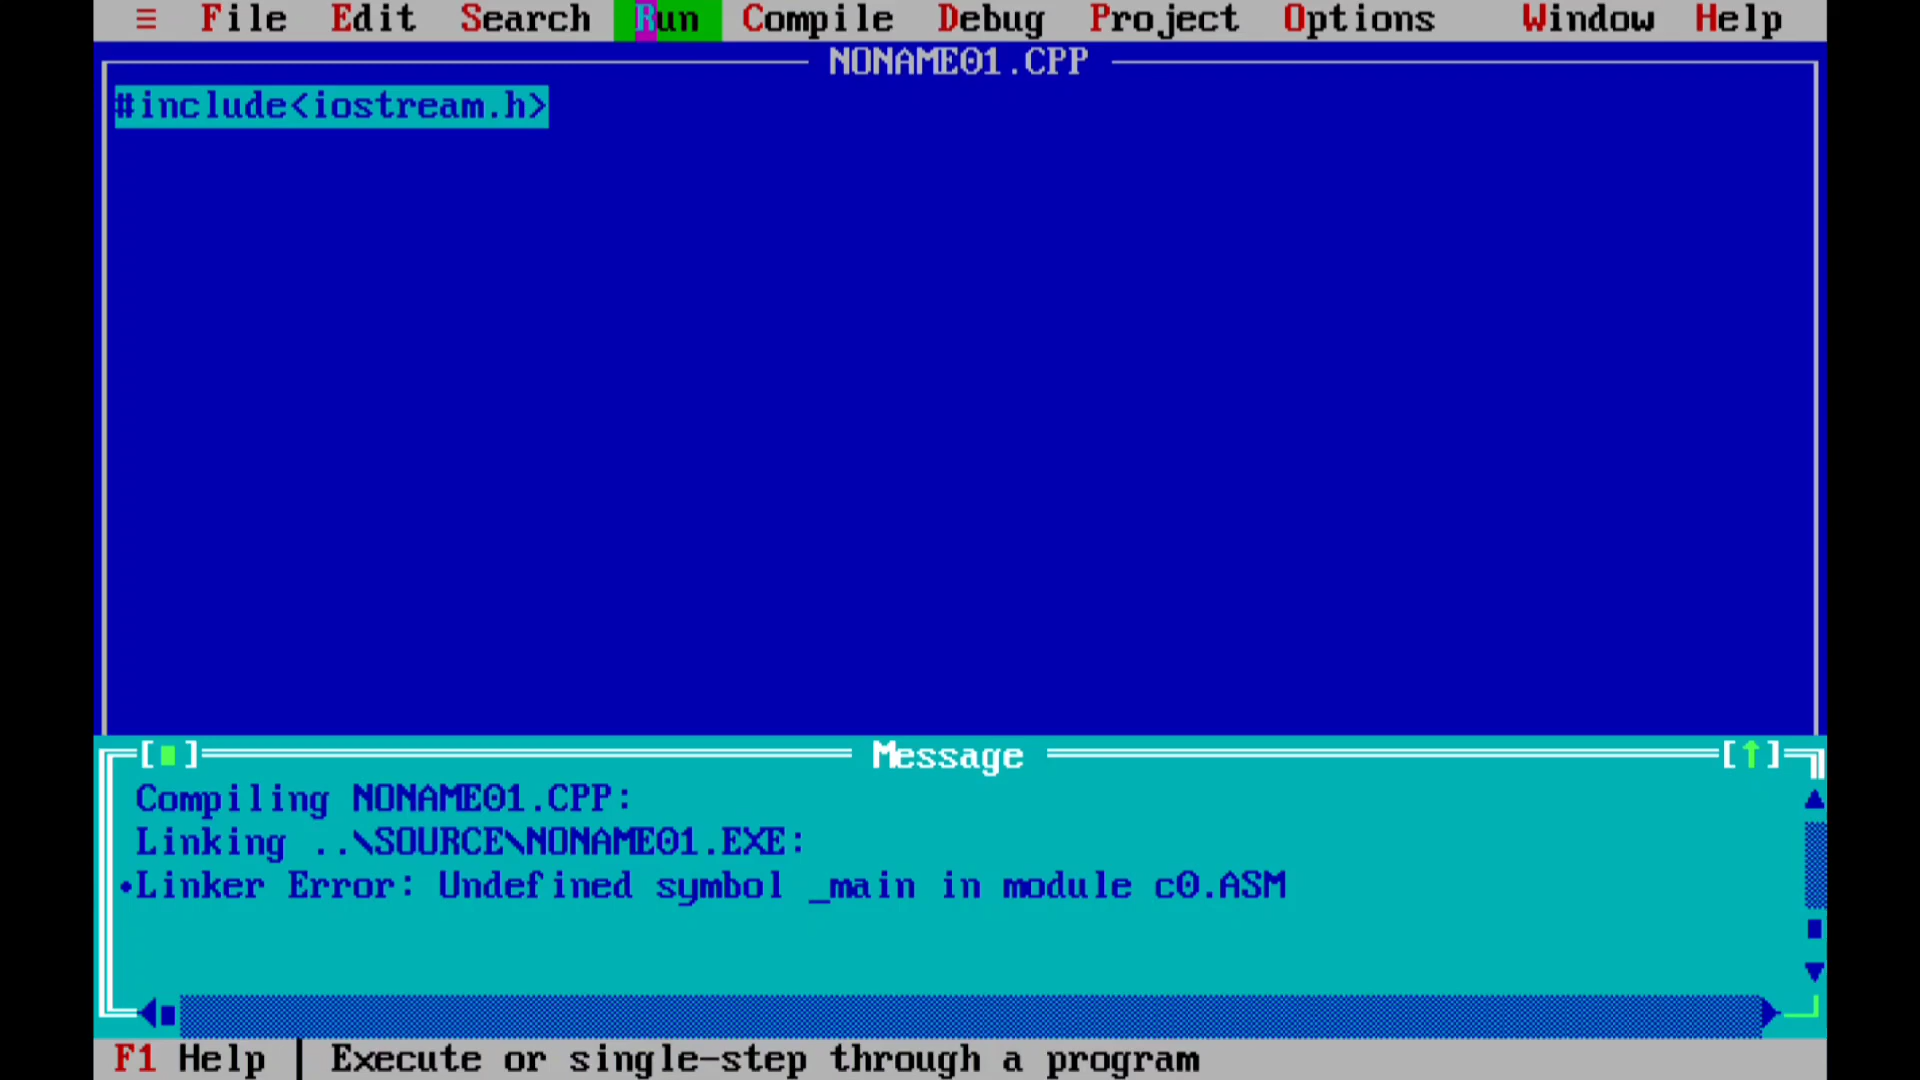 ≡ File Edit Search Run Compile Debug Project Options Window Help
NONAME01.CPP
#include<iostream.h>
[■] Message [↑]
Compiling NONAME01.CPP:
Linking ..\SOURCE\NONAME01.EXE:
•Linker Error: Undefined symbol _main in module c0.ASM
F1 Help | Execute or single-step through a program